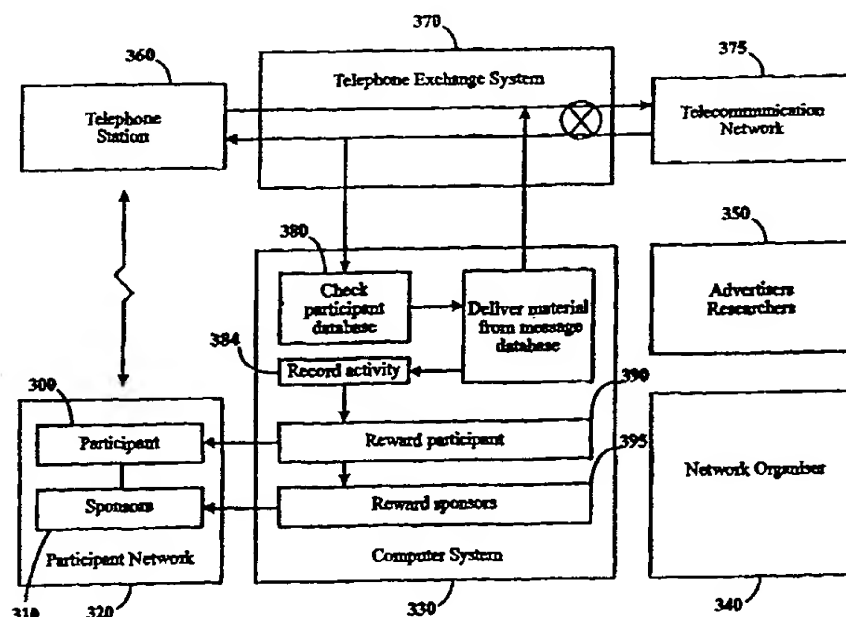 370
360
375
Telephone Exchange System
Telephone
Station
Telecommunication
Network
350
380
Check
participant
database
Deliver material
from message
database
Advertisers
Researchers
384
Record activity
390
300
Participant
Reward participant
395
Network Organiser
Sponsors
Reward sponsors
Participant Network
Computer System
310
320
330
340